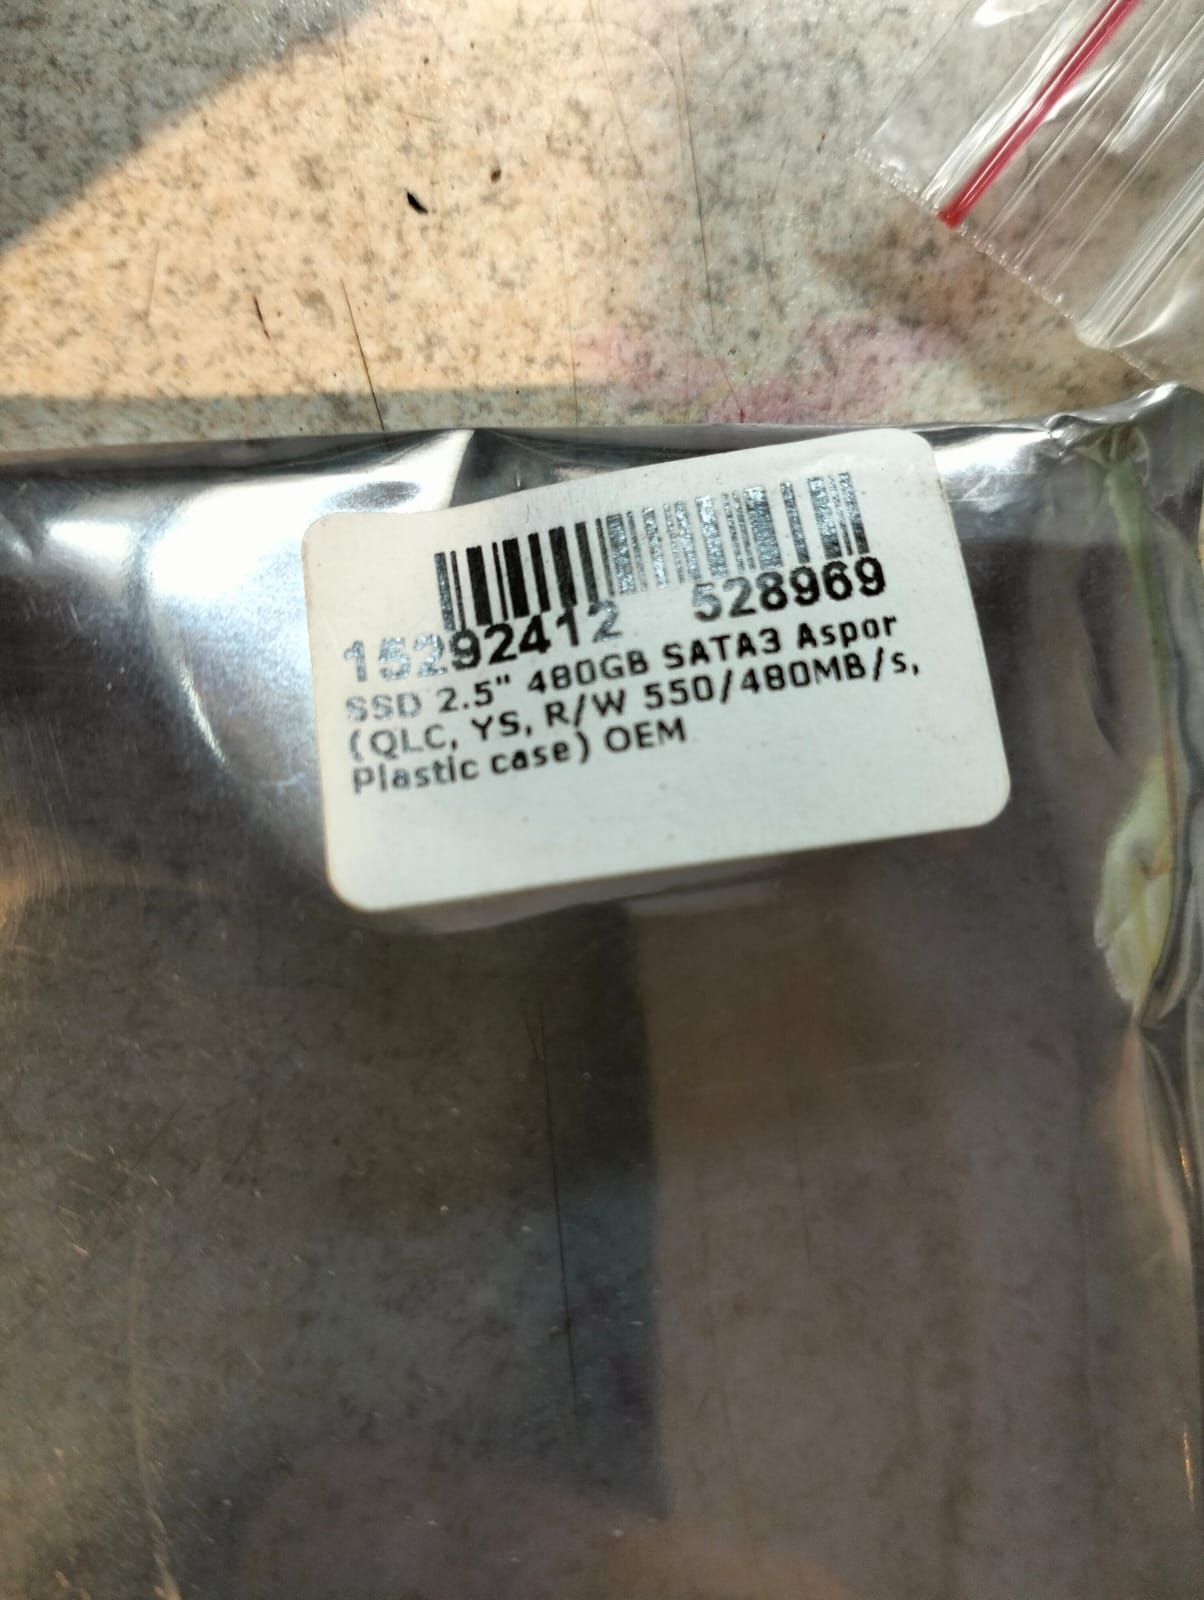 15292412 528969
SSD 2.5" 480GB SATA3 Aspor
(QLC, YS, R/W 550/480MB/s,
Plastic case) OEM